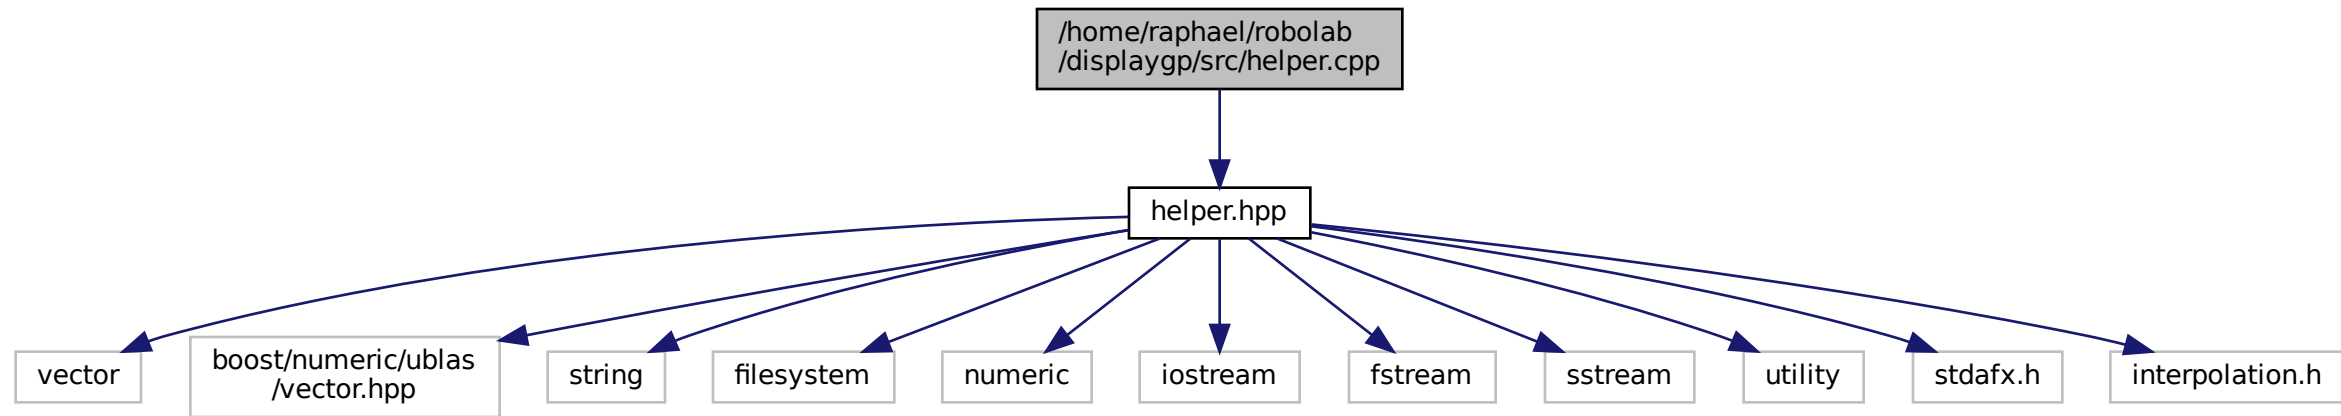 /home/raphael/robolab
/displaygp/src/helper.cpp
helper.hpp
vector
boost/numeric/ublas
/vector.hpp
string
filesystem
numeric
iostream
fstream
sstream
utility
stdafx.h
interpolation.h